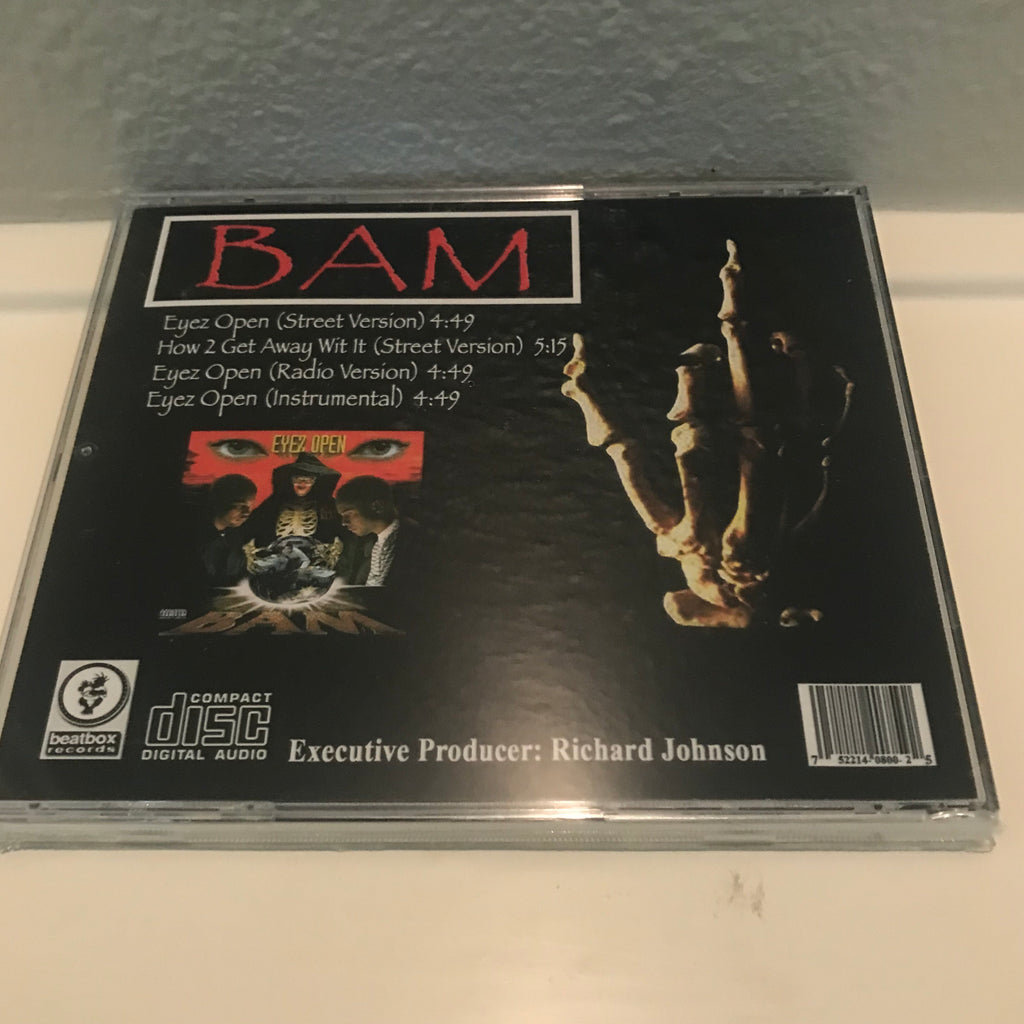 BAM
Eyez Open (Street Version) 4:49
How 2 Get Away Wit It (Street Version) 5:15
Eyez Open (Radio Version) 4:49
Eyez Open (Instrumental) 4:49
EYEZ OPEN
BAM
beatbox
records
COMPACT
disc
DIGITAL AUDIO
Executive Producer: Richard Johnson
7 52214-0800-2 5